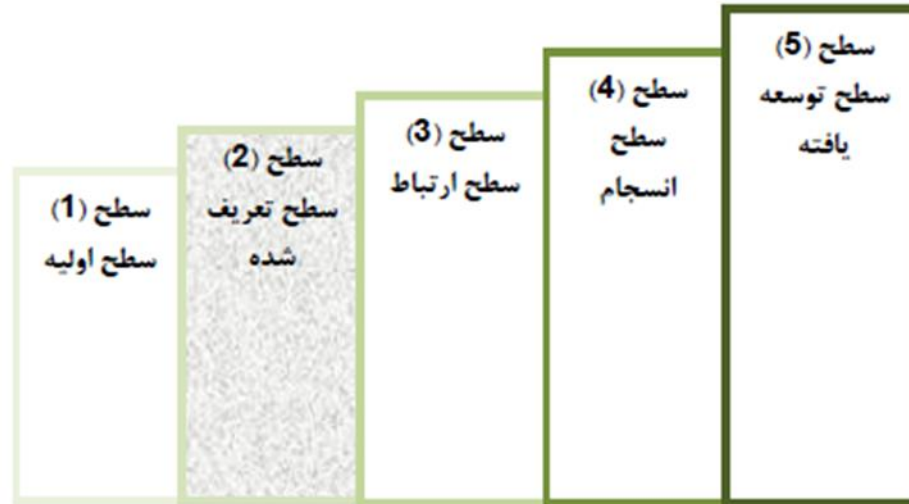 سطح (1)
سطح اولیه
سطح (2)
سطح تعریف
شده
سطح (3)
سطح ارتباط
سطح (4)
سطح
انسجام
سطح (5)
سطح توسعه
یافته